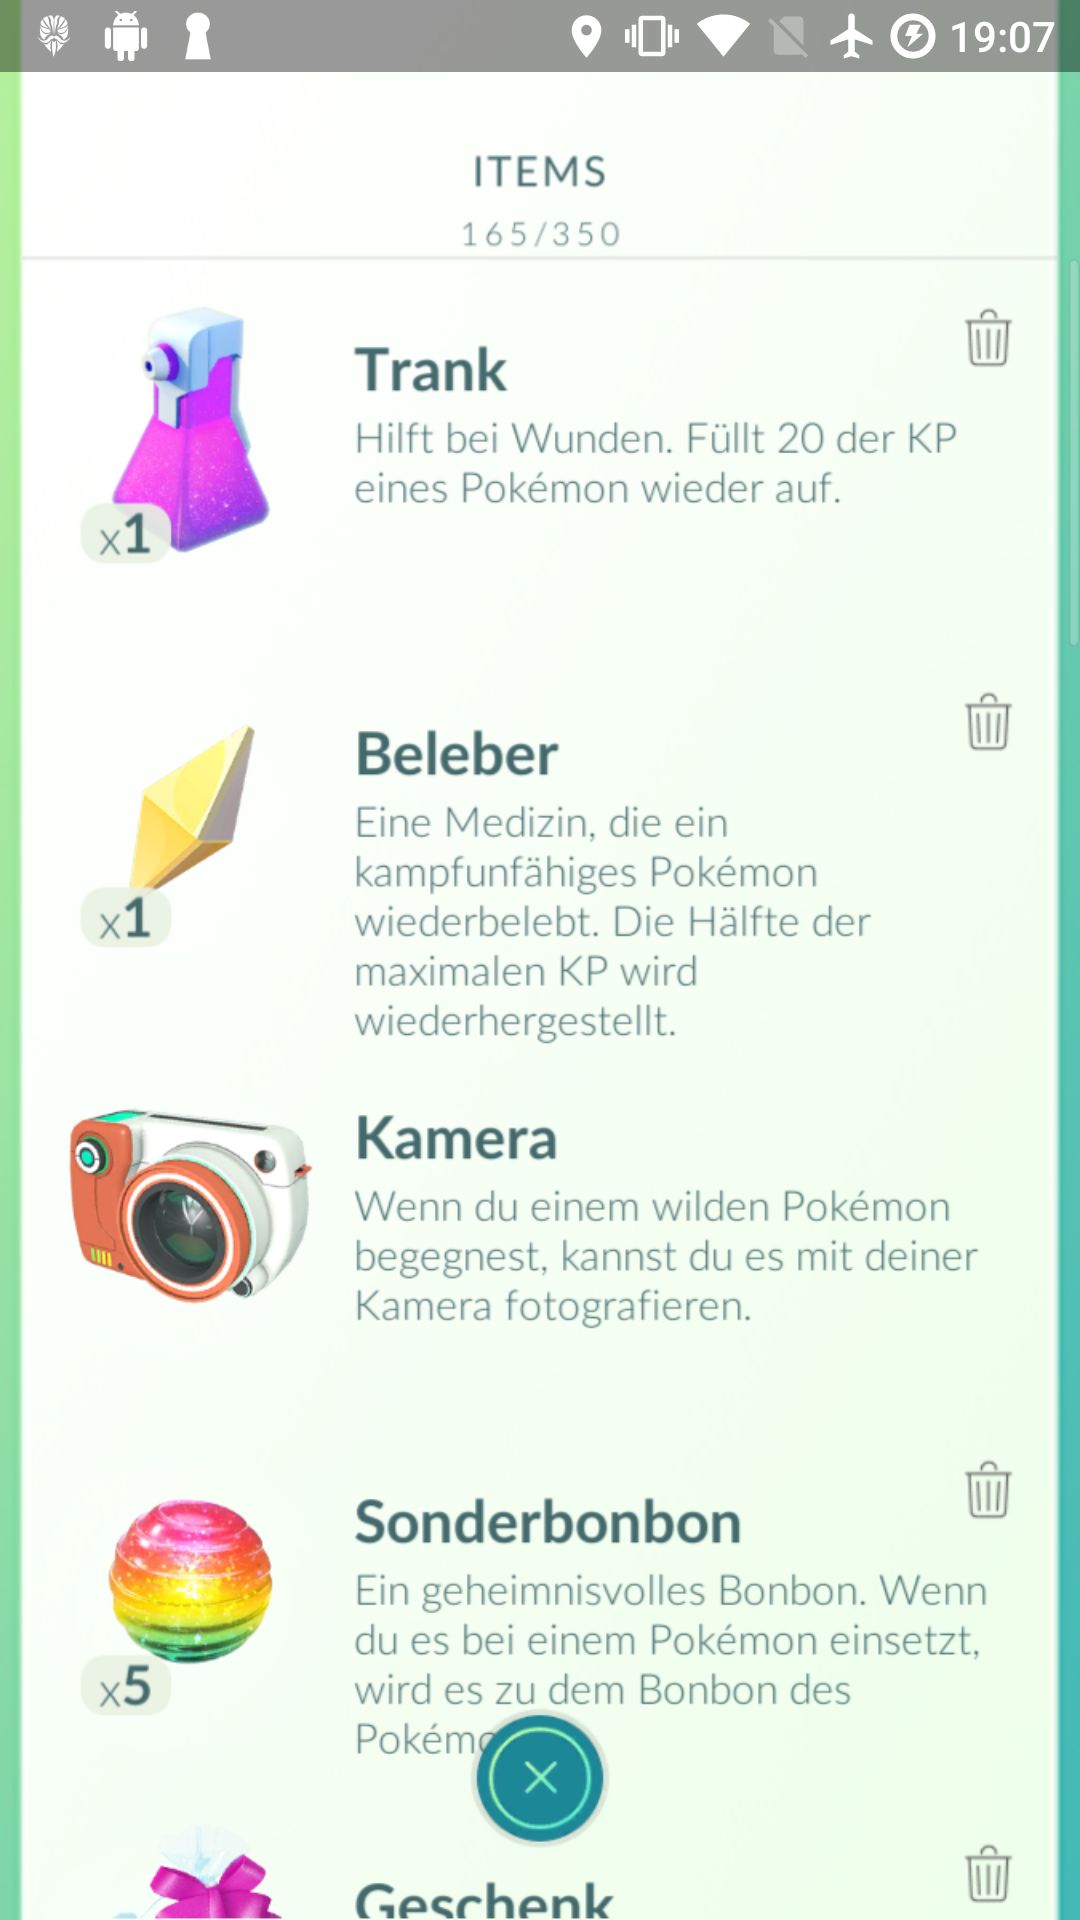 19:07
ITEMS
165/350
Trank
Hilft bei Wunden. Füllt 20 der KP
eines Pokémon wieder auf.
x1
Beleber
Eine Medizin, die ein
kampfunfähiges Pokémon
wiederbelebt. Die Hälfte der
maximalen KP wird
wiederhergestellt.
x1
Kamera
Wenn du einem wilden Pokémon
begegnest, kannst du es mit deiner
Kamera fotografieren.
Sonderbonbon
Ein geheimnisvolles Bonbon. Wenn
du es bei einem Pokémon einsetzt,
wird es zu dem Bonbon des
x5
Geschenk